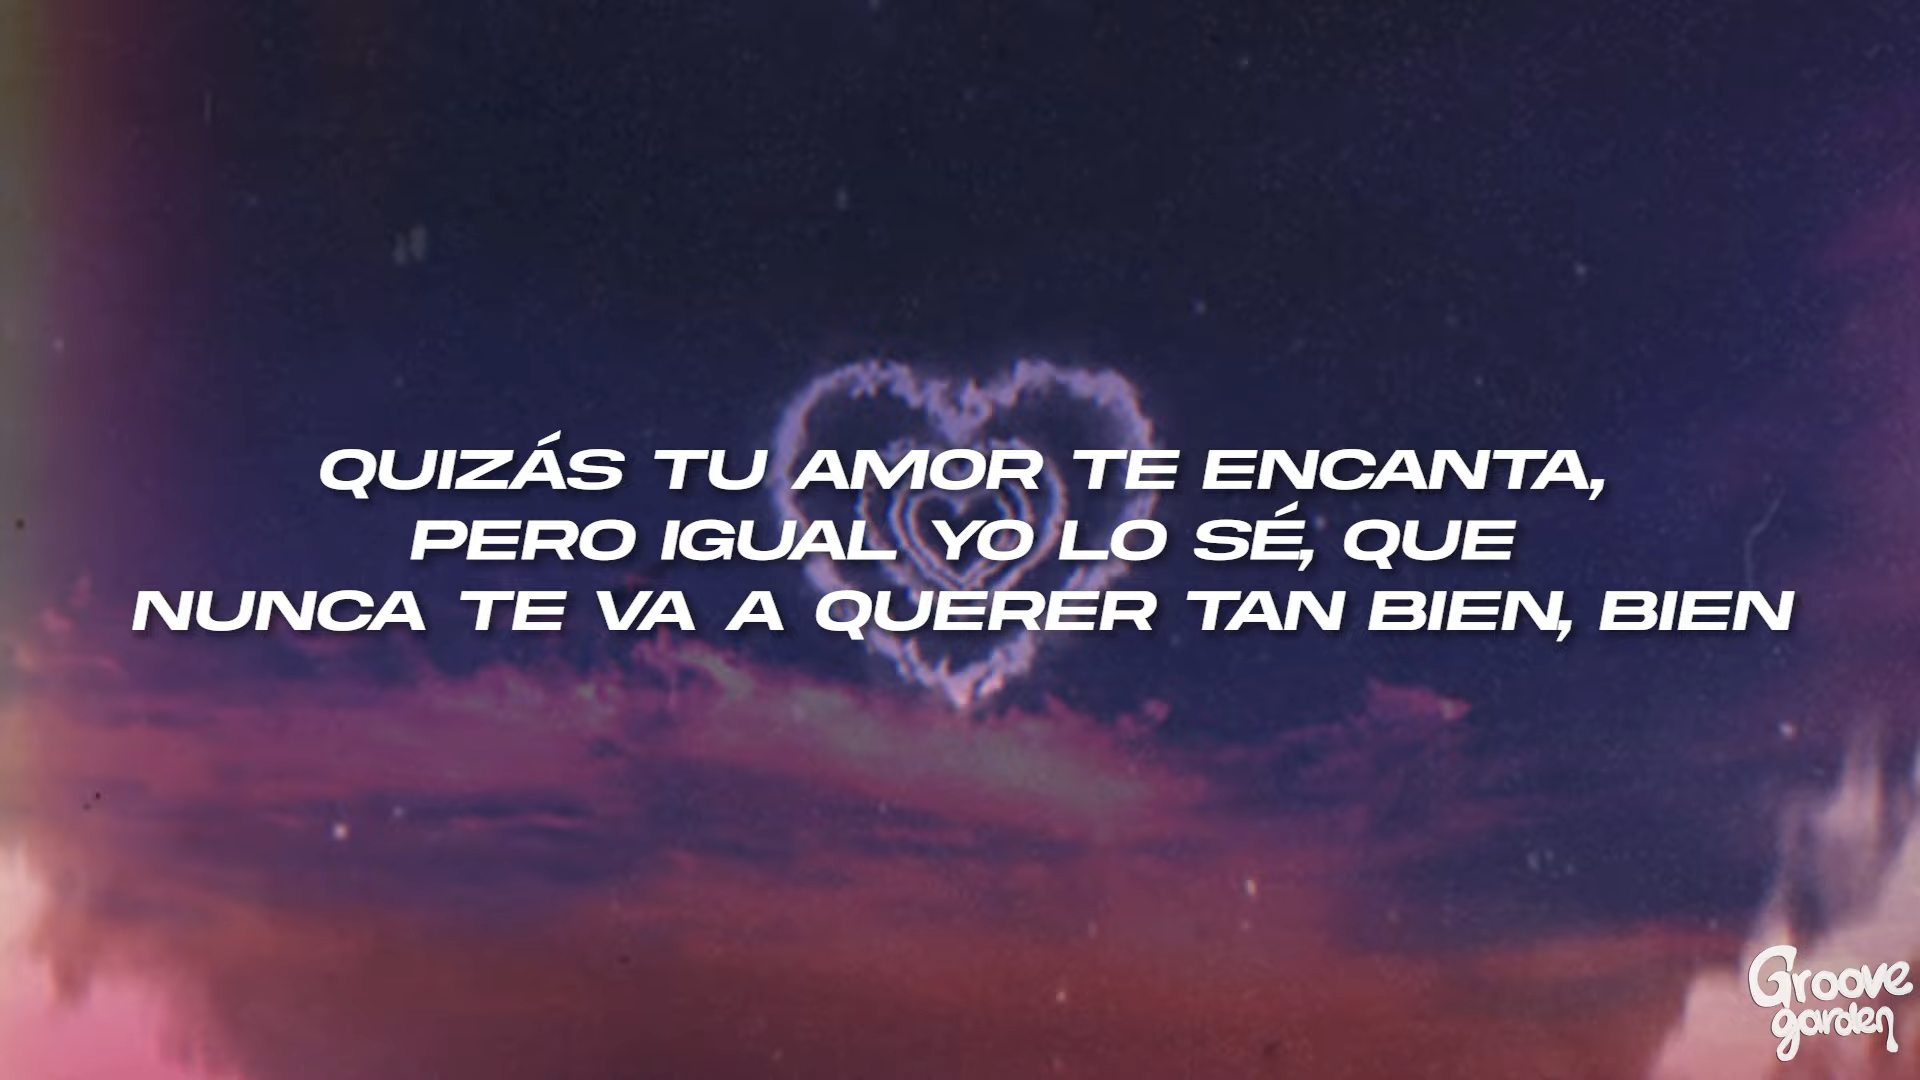 QUIZÁS TU AMOR TE ENCANTA,
PERO IGUAL YO LO SÉ, QUE
NUNCA TE VA A QUERER TAN BIEN, BIEN
Groove
garden